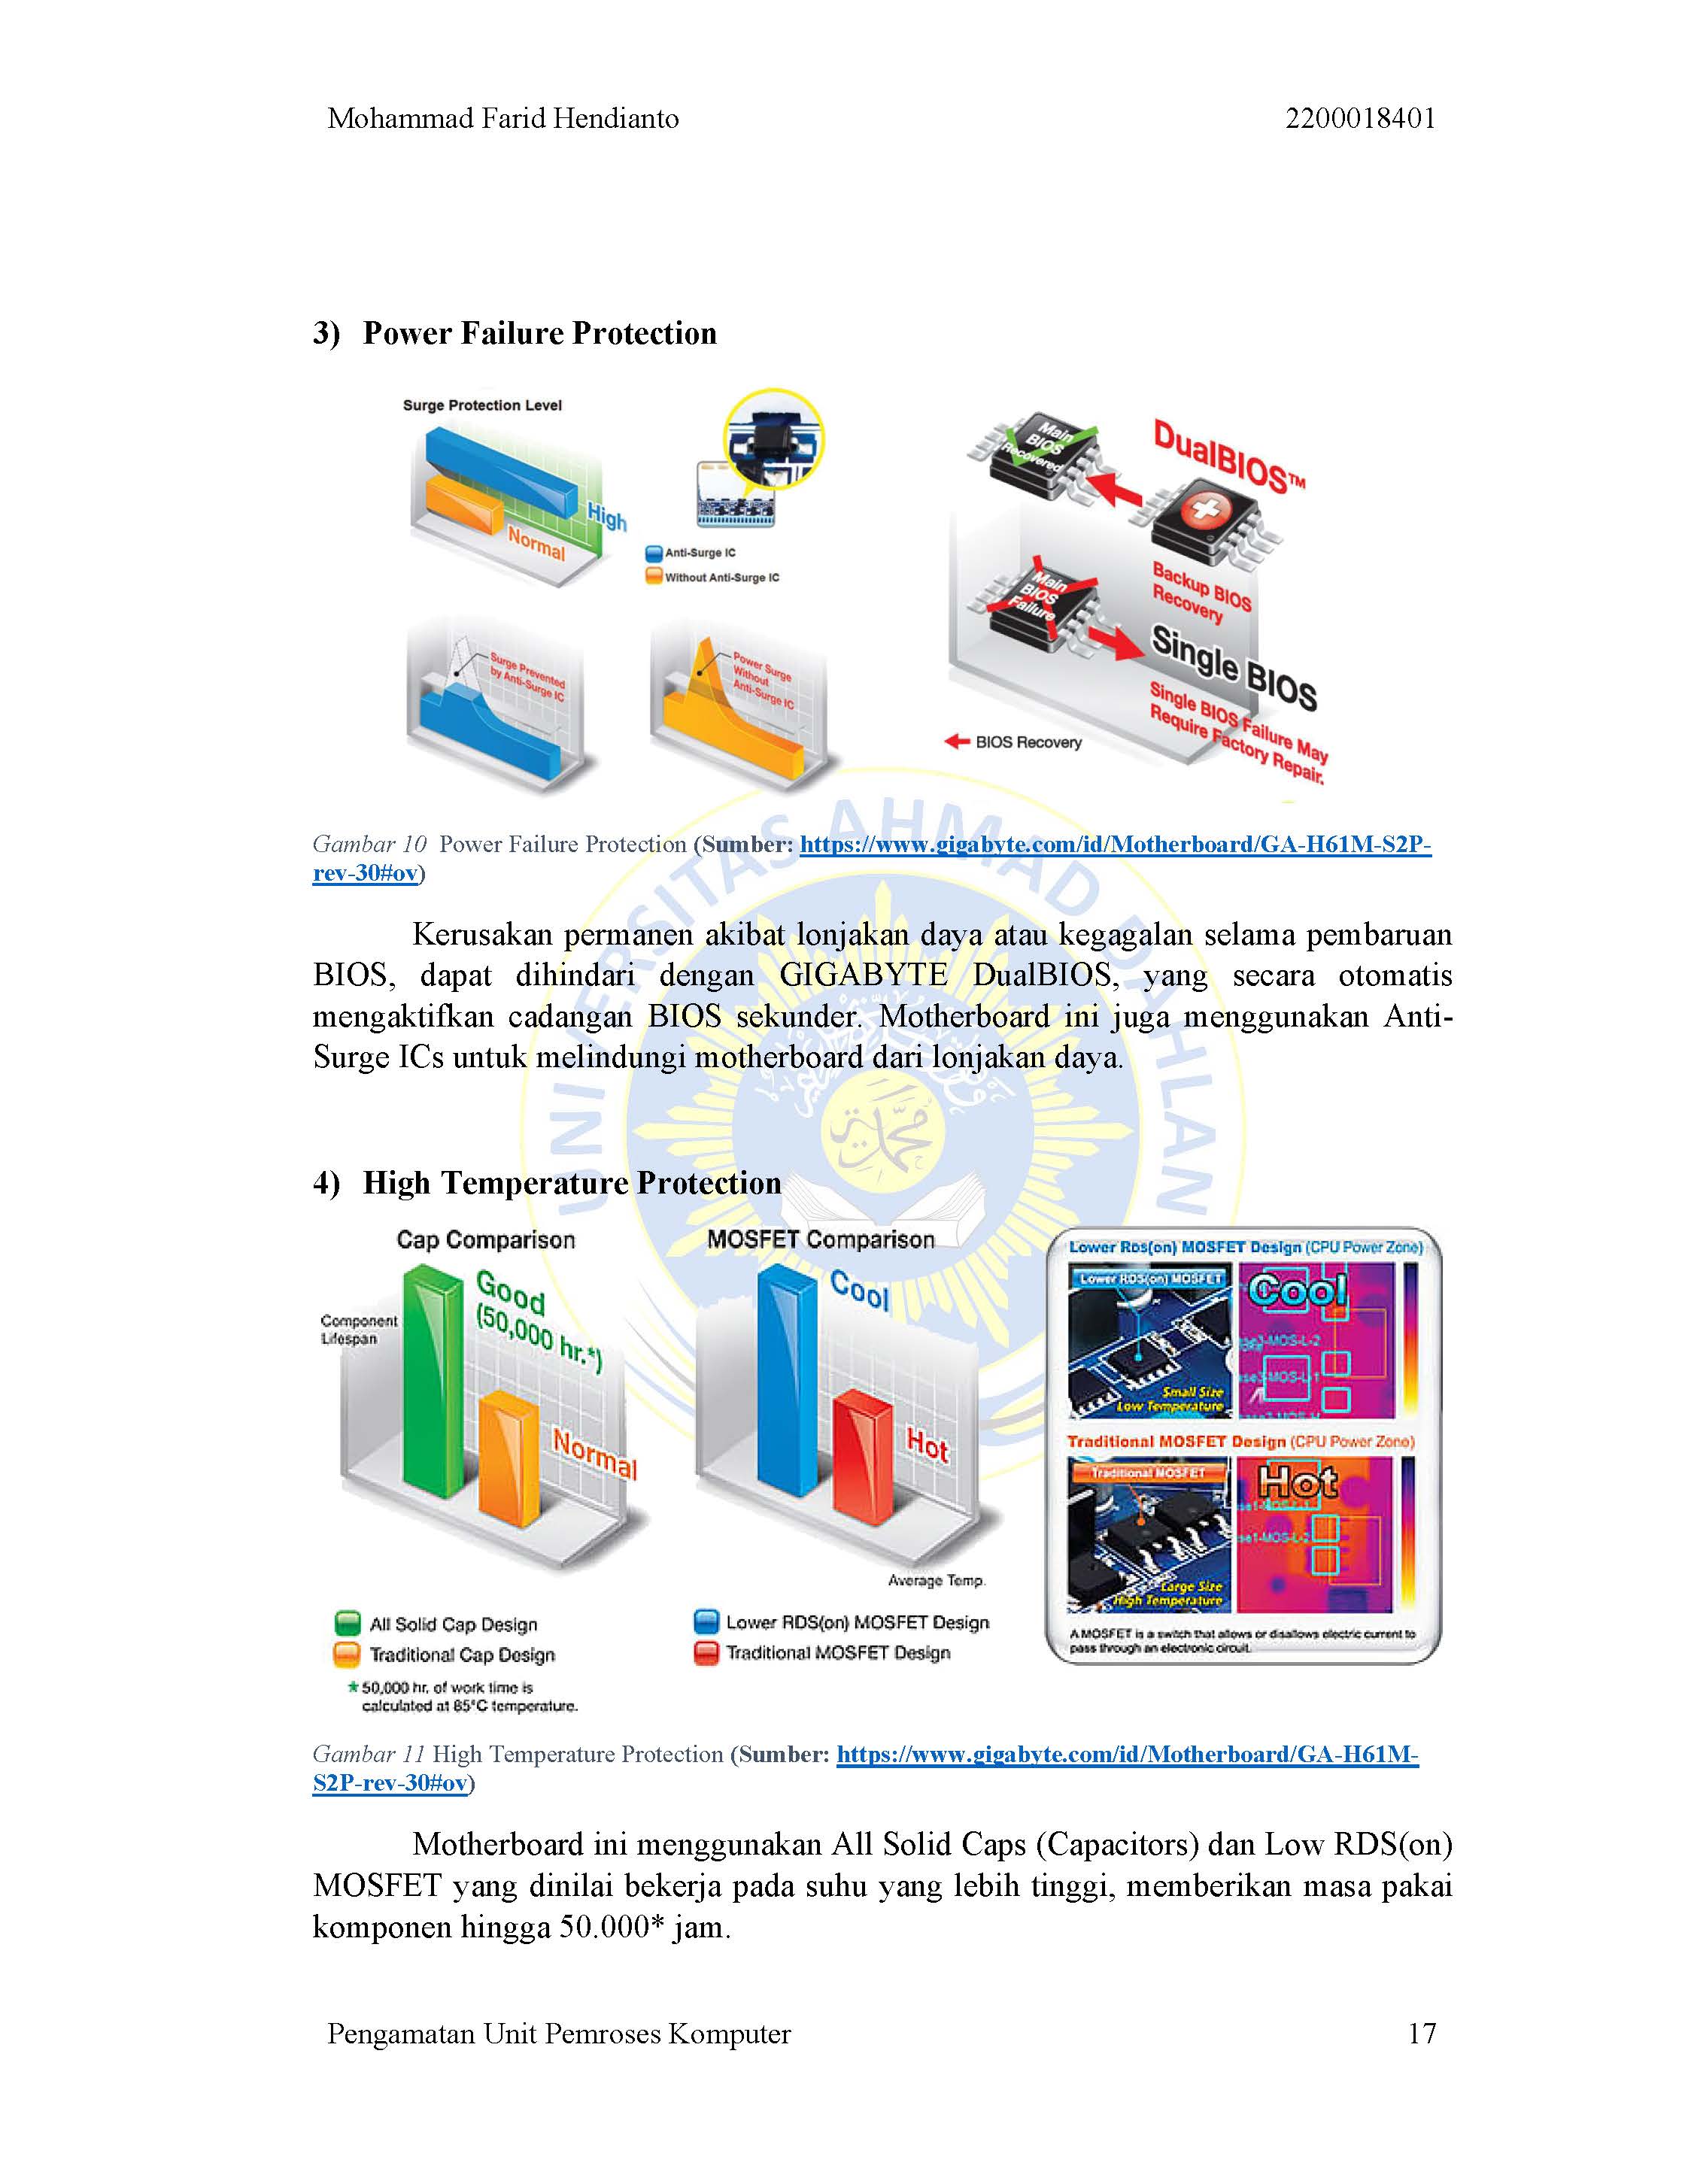 Mohammad Farid Hendianto 2200018401
3) Power Failure Protection
Surge Protection Level
High
Normal
Anti-Surge IC
Without Anti-Surge IC
Surge Prevented
by Anti-Surge IC
Power Surge
Without
Anti-Surge IC
Main
BIOS
Recovered
DualBIOS™
Backup BIOS
Recovery
Main
BIOS
Failure
Single BIOS
Single BIOS Failure May
Require Factory Repair.
BIOS Recovery
Gambar 10 Power Failure Protection (Sumber: https://www.gigabyte.com/id/Motherboard/GA-H61M-S2P-
rev-30#ov)
UNIVERSITAS AHMAD DAHLAN
Kerusakan permanen akibat lonjakan daya atau kegagalan selama pembaruan
BIOS, dapat dihindari dengan GIGABYTE DualBIOS, yang secara otomatis
mengaktifkan cadangan BIOS sekunder. Motherboard ini juga menggunakan Anti-
Surge ICs untuk melindungi motherboard dari lonjakan daya.
4) High Temperature Protection
Cap Comparison
Component
Lifespan
Good
(50,000 hr.*)
Normal
All Solid Cap Design
Traditional Cap Design
* 50,000 hr. of work time is
calculated at 85°C temperature.
MOSFET Comparison
Cool
Hot
Average Temp.
Lower RDS(on) MOSFET Design
Traditional MOSFET Design
Lower RDS(on) MOSFET Design (CPU Power Zone)
Lower RDS(on) MOSFET
Cool
Small Size
Low Temperature
Traditional MOSFET Design (CPU Power Zone)
Traditional MOSFET
Hot
Large Size
High Temperature
A MOSFET is a switch that allows or disallows electric current to
pass through an electronic circuit.
Gambar 11 High Temperature Protection (Sumber: https://www.gigabyte.com/id/Motherboard/GA-H61M-
S2P-rev-30#ov)
Motherboard ini menggunakan All Solid Caps (Capacitors) dan Low RDS(on)
MOSFET yang dinilai bekerja pada suhu yang lebih tinggi, memberikan masa pakai
komponen hingga 50.000* jam.
Pengamatan Unit Pemroses Komputer 17